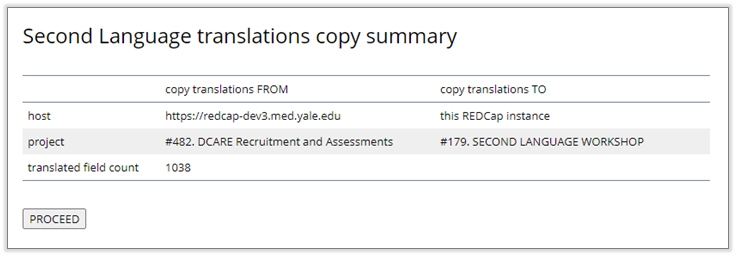 Second Language translations copy summary
copy translations FROM copy translations TO
host https://redcap-dev3.med.yale.edu this REDCap instance
project #482. DCARE Recruitment and Assessments #179. SECOND LANGUAGE WORKSHOP
translated field count 1038
PROCEED